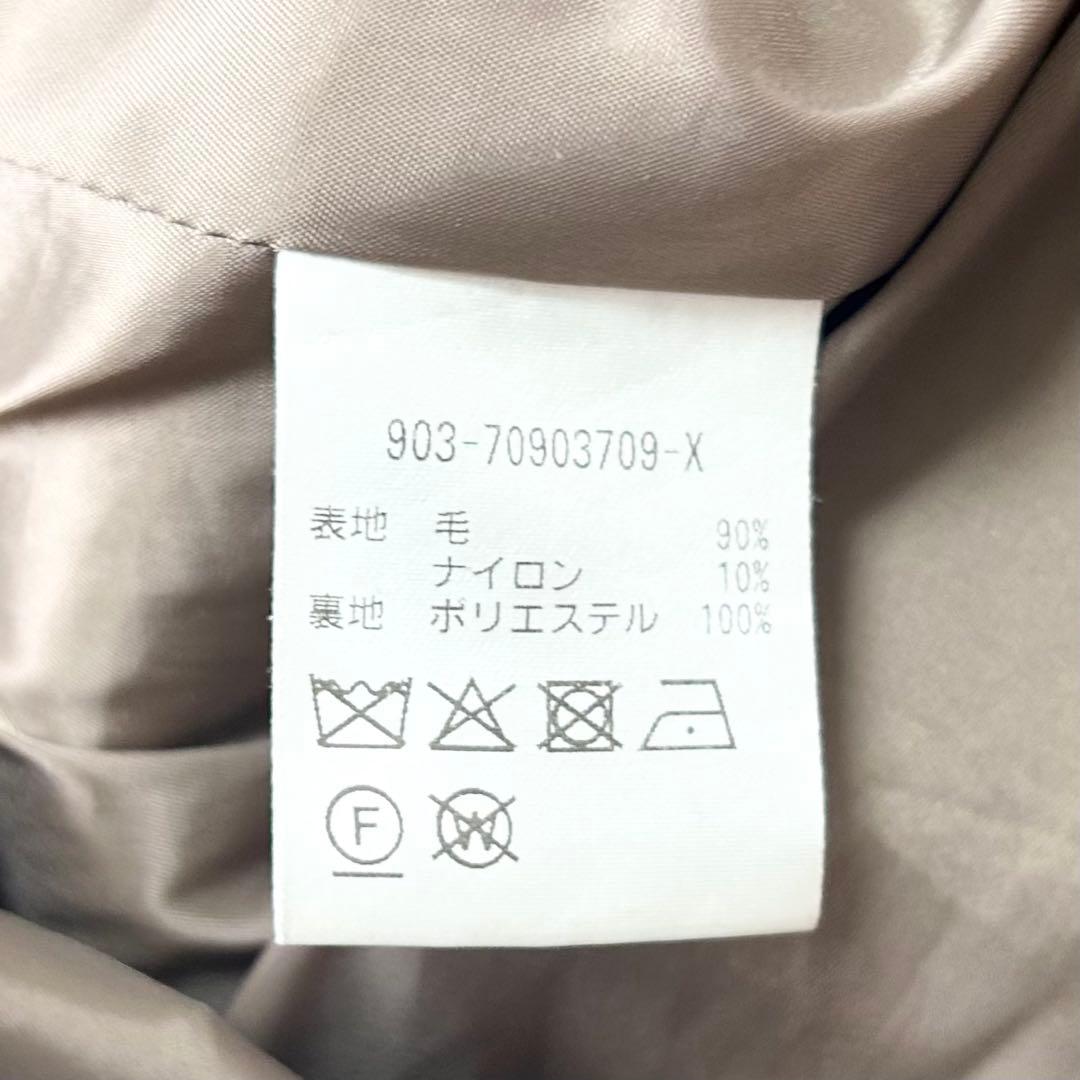 903-70903709-X
表地 毛 90%
ナイロン 10%
裏地 ポリエステル 100%
F
W